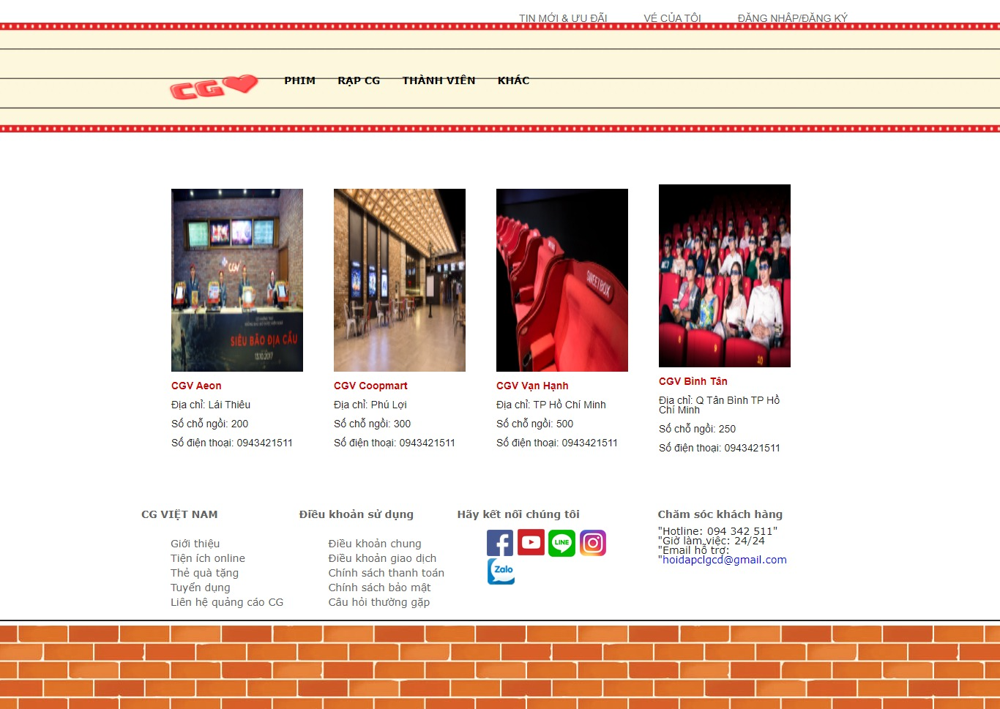 TIN MỚI & ƯU ĐÃI VÉ CỦA TÔI ĐĂNG NHẬP/ĐĂNG KÝ
CG PHIM RẠP CG THÀNH VIÊN KHÁC
CGV
SIÊU BÃO ĐỊA CẦU
13.10.2017
SWEETBOX
8
9
10
CGV Aeon
Địa chỉ: Lái Thiêu
Số chỗ ngồi: 200
Số điện thoại: 0943421511
CGV Coopmart
Địa chỉ: Phú Lợi
Số chỗ ngồi: 300
Số điện thoại: 0943421511
CGV Vạn Hạnh
Địa chỉ: TP Hồ Chí Minh
Số chỗ ngồi: 500
Số điện thoại: 0943421511
CGV Bình Tân
Địa chỉ: Q Tân Bình TP Hồ
Chí Minh
Số chỗ ngồi: 250
Số điện thoại: 0943421511
CG VIỆT NAM
Giới thiệu
Tiện ích online
Thẻ quà tặng
Tuyển dụng
Liên hệ quảng cáo CG
Điều khoản sử dụng
Điều khoản chung
Điều khoản giao dịch
Chính sách thanh toán
Chính sách bảo mật
Câu hỏi thường gặp
Hãy kết nối chúng tôi
LINE
Zalo
Chăm sóc khách hàng
"Hotline: 094 342 511"
"Giờ làm việc: 24/24
"Email hỗ trợ:
"hoidapclgcd@gmail.com